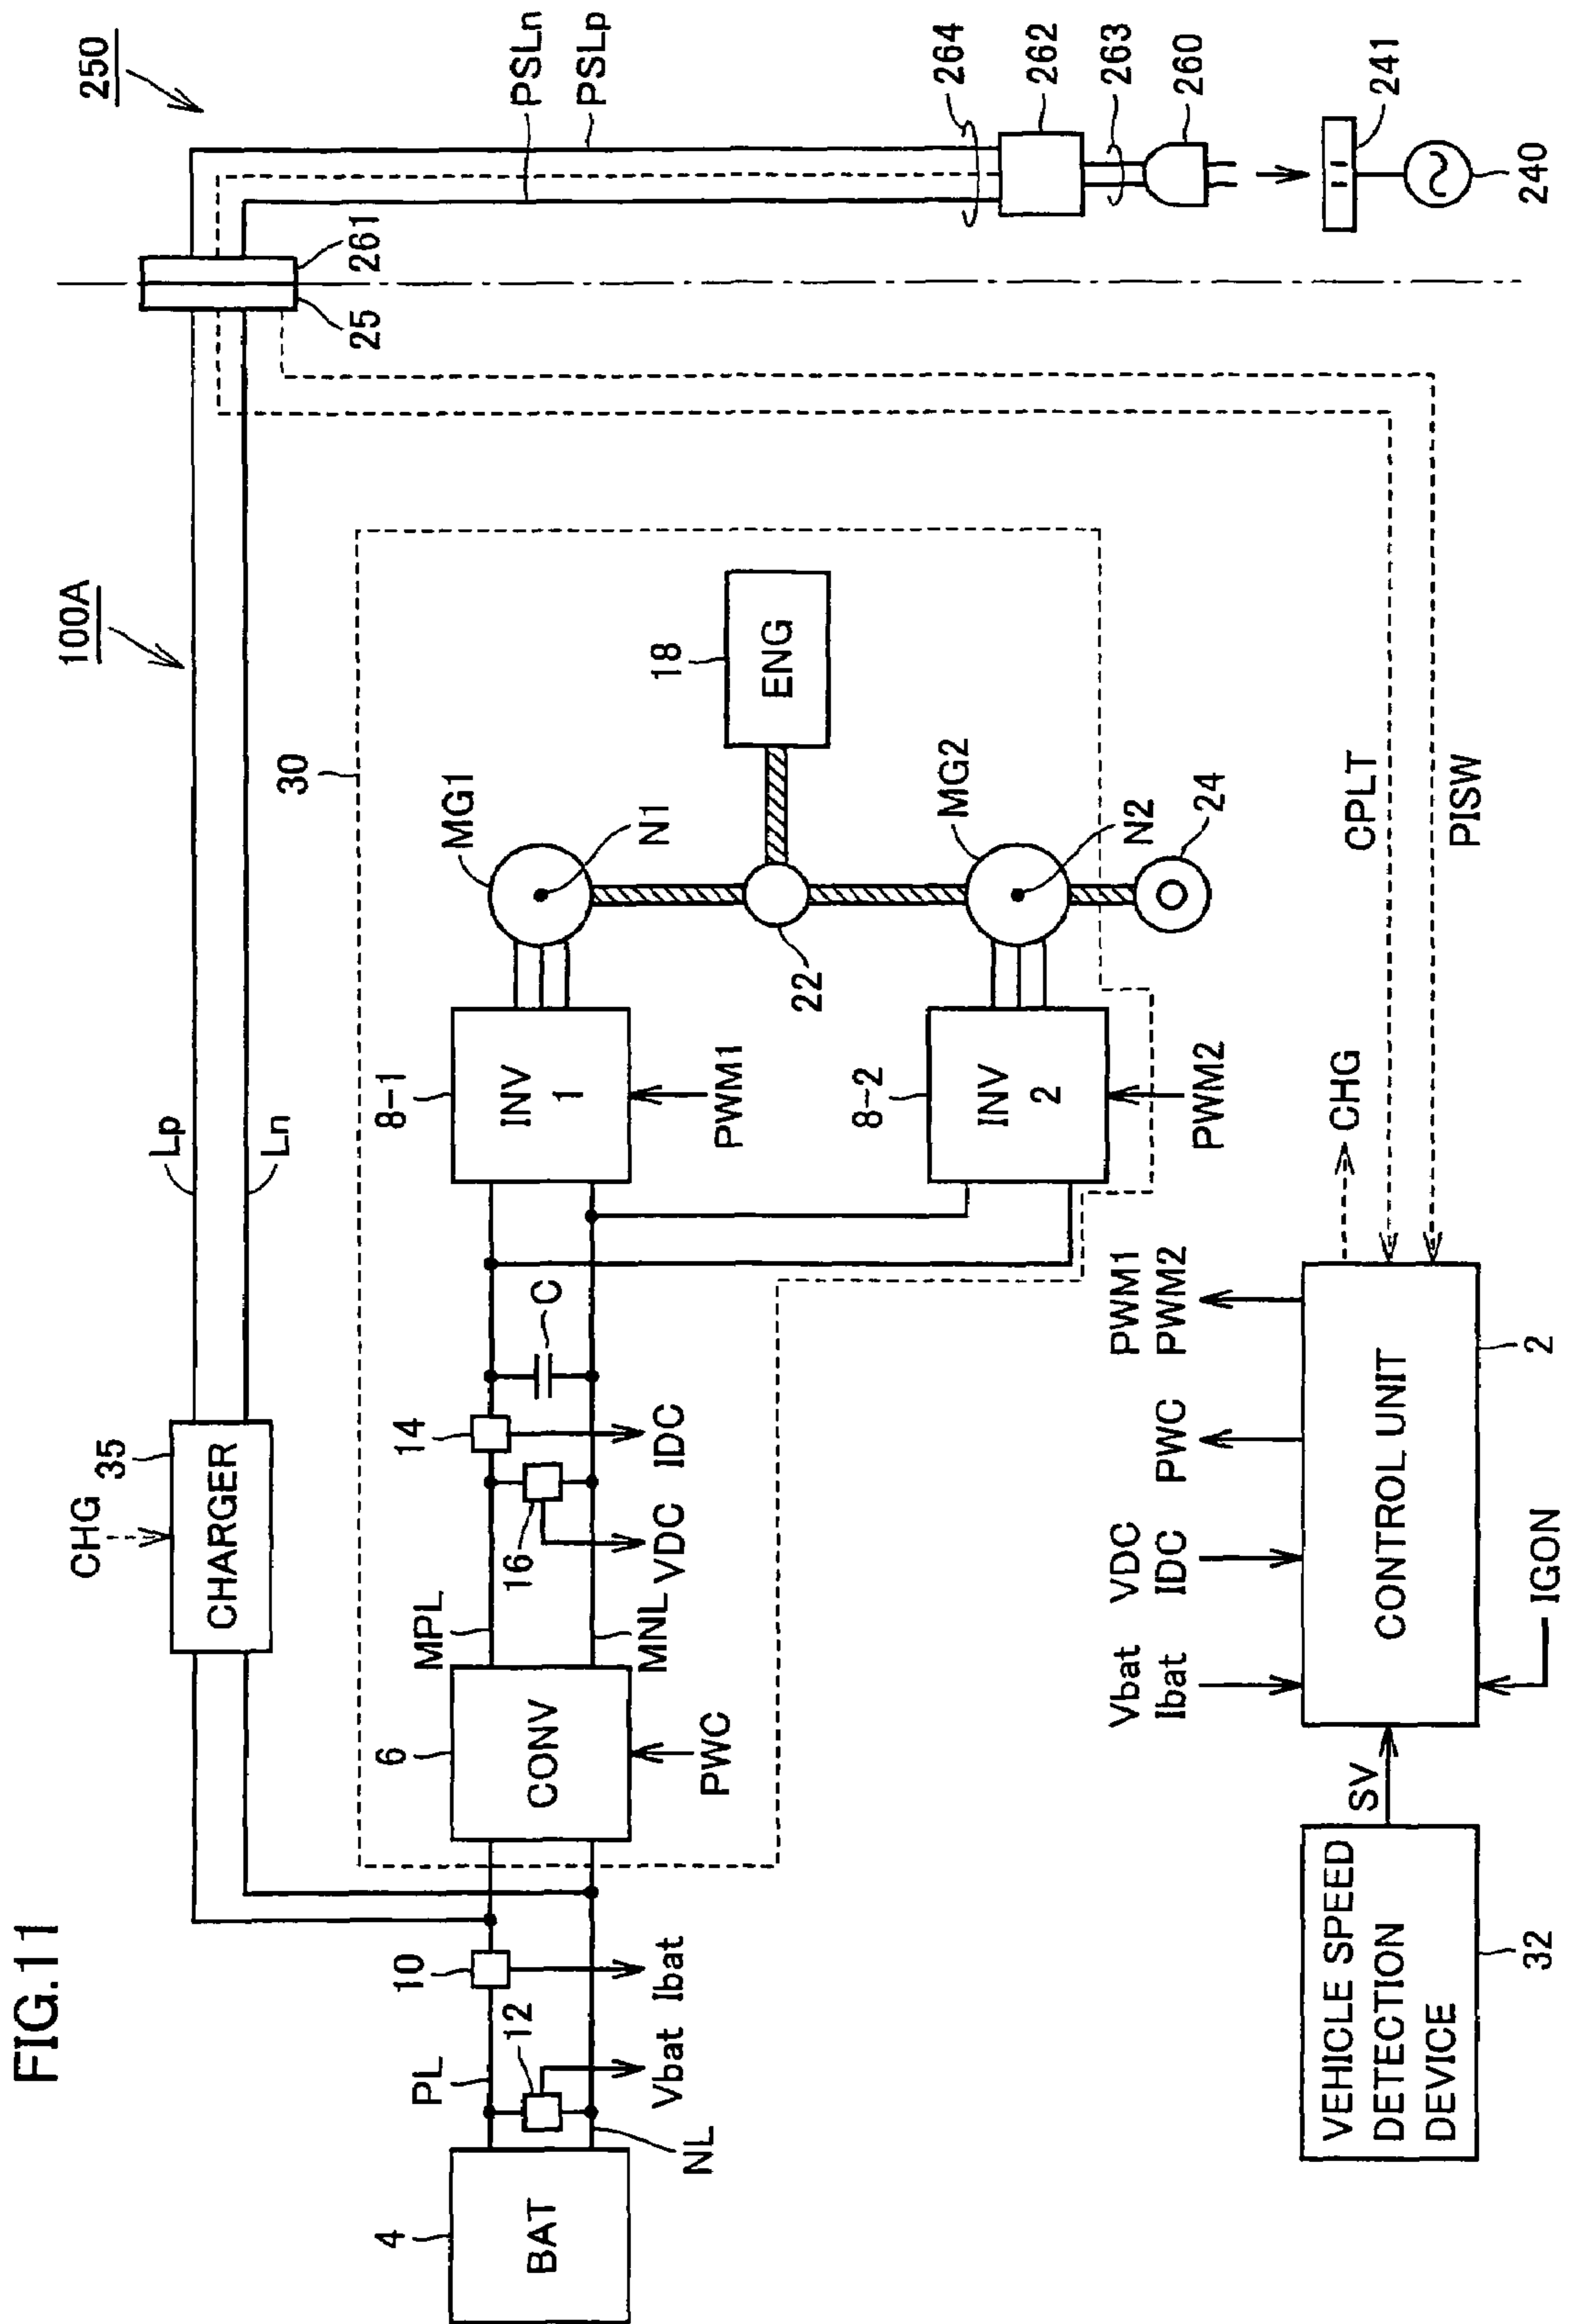 FIG.11
100A
250
CHG
35
CHARGER
Lp
Ln
25
261
PSLn
PSLp
264
262
263
260
241
240
30
4
BAT
PL
NL
12
Vbat
10
Ibat
6
CONV
PWC
MPL
MNL
16
VDC
14
IDC
C
8-1
INV
1
PWM1
8-2
INV
2
PWM2
MG1
N1
22
18
ENG
MG2
N2
24
VEHICLE SPEED
DETECTION
DEVICE
32
SV
Vbat
Ibat
VDC
IDC
PWC
PWM1
PWM2
CHG
CPLT
PISW
CONTROL UNIT
2
IGON